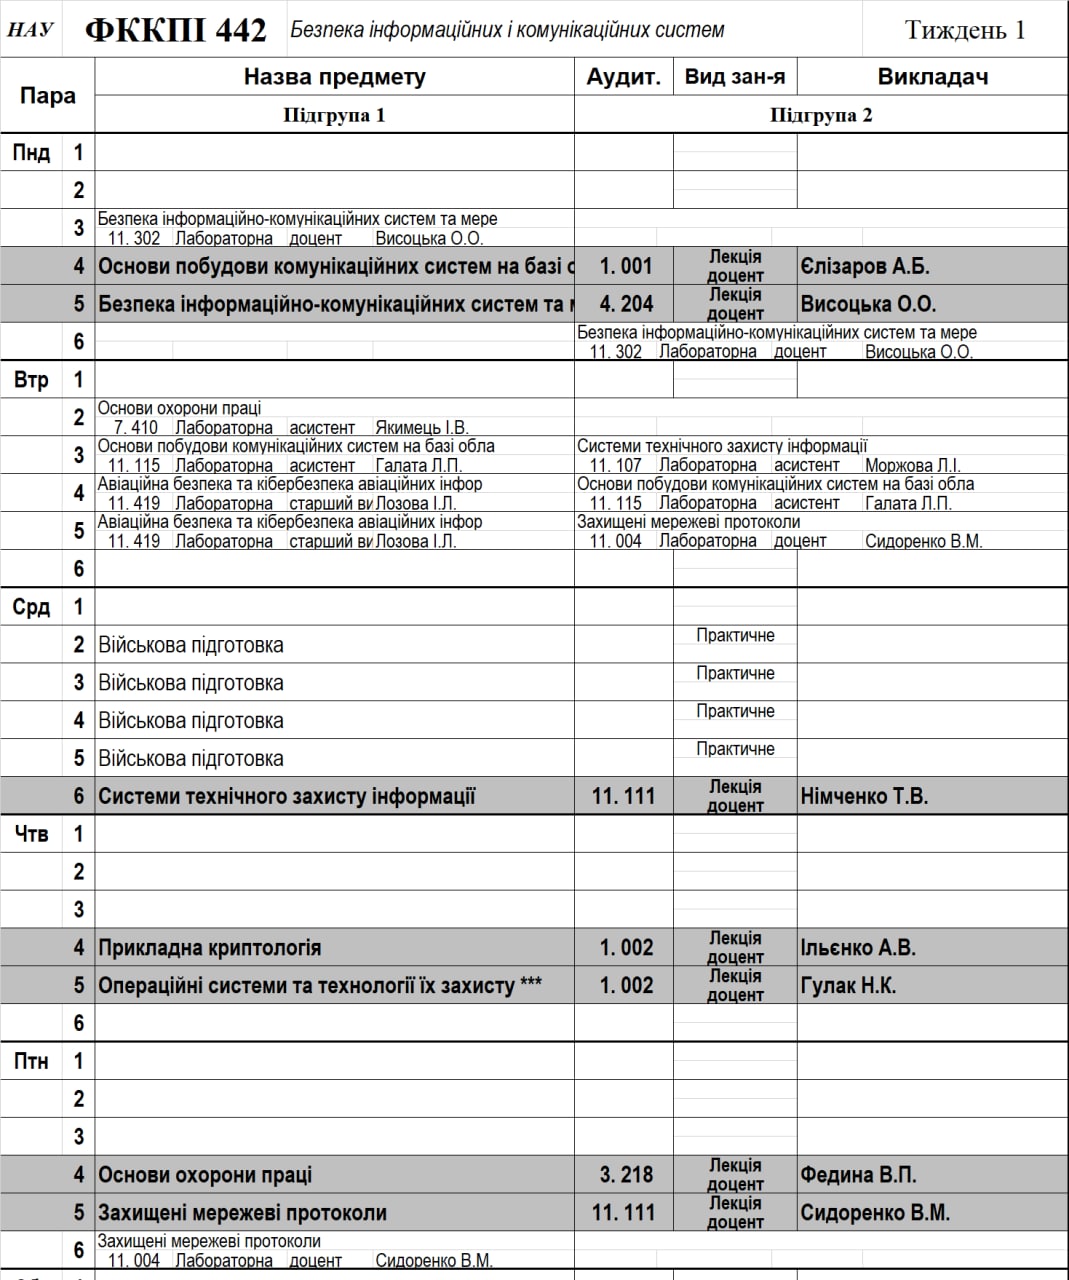 НАУ ФККПІ 442 Безпека інформаційних і комунікаційних систем Тиждень 1
Пара Назва предмету Аудит. Вид зан-я Викладач
Підгрупа 1 Підгрупа 2
Пнд 1
2
3 Безпека інформаційно-комунікаційних систем та мере
11. 302 Лабораторна доцент Висоцька О.О.
4 Основи побудови комунікаційних систем на базі 1. 001 Лекція доцент Єлізаров А.Б.
5 Безпека інформаційно-комунікаційних систем та 4. 204 Лекція доцент Висоцька О.О.
6 Безпека інформаційно-комунікаційних систем та мере
11. 302 Лабораторна доцент Висоцька О.О.
Втр 1
2 Основи охорони праці
7. 410 Лабораторна асистент Якимець І.В.
3 Основи побудови комунікаційних систем на базі обла Системи технічного захисту інформації
11. 115 Лабораторна асистент Галата Л.П. 11. 107 Лабораторна асистент Моржова Л.І.
4 Авіаційна безпека та кібербезпека авіаційних інфор Основи побудови комунікаційних систем на базі обла
11. 419 Лабораторна старший ви Лозова І.Л. 11. 115 Лабораторна асистент Галата Л.П.
5 Авіаційна безпека та кібербезпека авіаційних інфор Захищені мережеві протоколи
11. 419 Лабораторна старший ви Лозова І.Л. 11. 004 Лабораторна доцент Сидоренко В.М.
6
Срд 1
2 Військова підготовка Практичне
3 Військова підготовка Практичне
4 Військова підготовка Практичне
5 Військова підготовка Практичне
6 Системи технічного захисту інформації 11. 111 Лекція доцент Німченко Т.В.
Чтв 1
2
3
4 Прикладна криптологія 1. 002 Лекція доцент Ільєнко А.В.
5 Операційні системи та технології їх захисту *** 1. 002 Лекція доцент Гулак Н.К.
6
Птн 1
2
3
4 Основи охорони праці 3. 218 Лекція доцент Федина В.П.
5 Захищені мережеві протоколи 11. 111 Лекція доцент Сидоренко В.М.
6 Захищені мережеві протоколи
11. 004 Лабораторна доцент Сидоренко В.М.